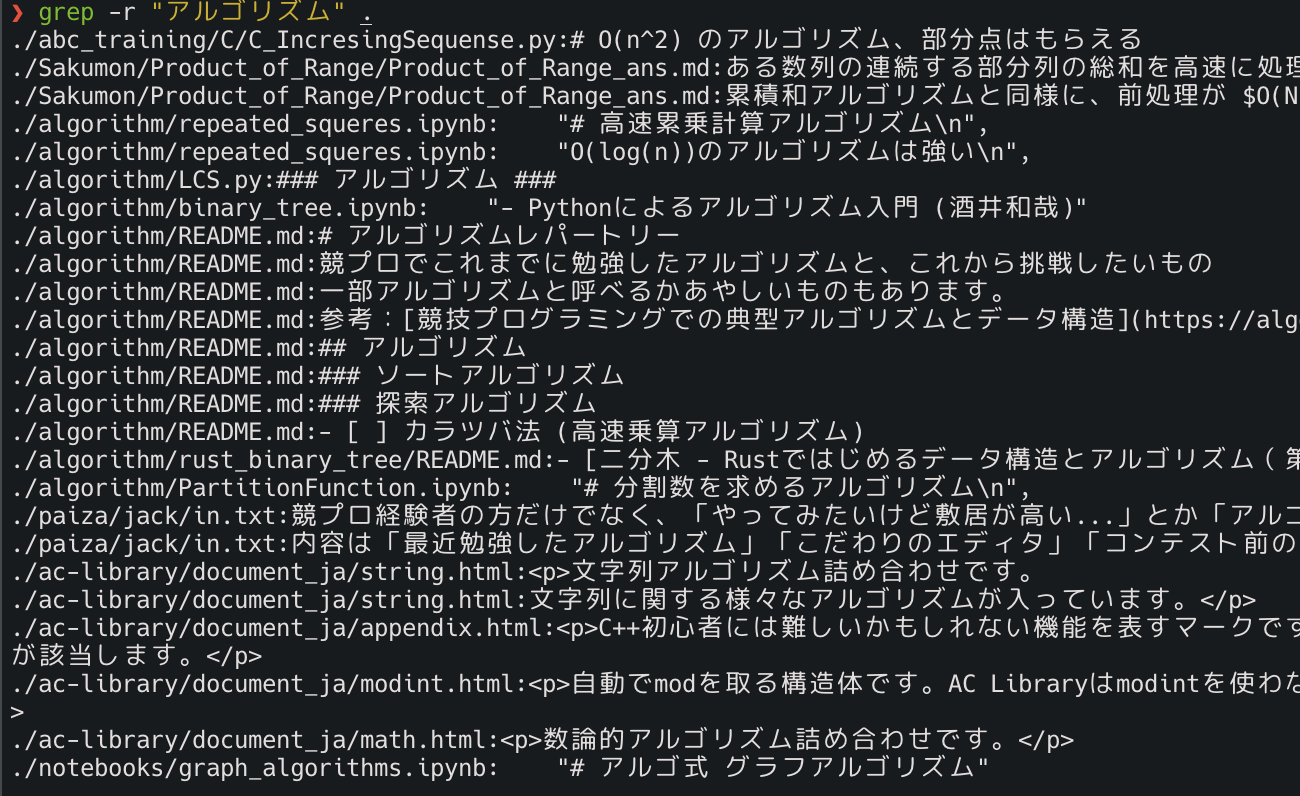 ❯ grep -r "アルゴリズム" .
./abc_training/C/C_IncresingSequense.py:# O(n^2) のアルゴリズム、部分点はもらえる
./Sakumon/Product_of_Range/Product_of_Range_ans.md:ある数列の連続する部分列の総和を高速に処理
./Sakumon/Product_of_Range/Product_of_Range_ans.md:累積和アルゴリズムと同様に、前処理が $O(N
./algorithm/repeated_squeres.ipynb:    "# 高速累乗計算アルゴリズム\n",
./algorithm/repeated_squeres.ipynb:    "O(log(n))のアルゴリズムは強い\n",
./algorithm/LCS.py:### アルゴリズム ###
./algorithm/binary_tree.ipynb:    "- Pythonによるアルゴリズム入門 (酒井和哉)"
./algorithm/README.md:# アルゴリズムレパートリー
./algorithm/README.md:競プロでこれまでに勉強したアルゴリズムと、これから挑戦したいもの
./algorithm/README.md:一部アルゴリズムと呼べるかあやしいものもあります。
./algorithm/README.md:参考：[競技プログラミングでの典型アルゴリズムとデータ構造](https://algo
./algorithm/README.md:## アルゴリズム
./algorithm/README.md:### ソートアルゴリズム
./algorithm/README.md:### 探索アルゴリズム
./algorithm/README.md:- [ ] カラツバ法 (高速乗算アルゴリズム)
./algorithm/rust_binary_tree/README.md:- [二分木 - Rustではじめるデータ構造とアルゴリズム（第
./algorithm/PartitionFunction.ipynb:    "# 分割数を求めるアルゴリズム\n",
./paiza/jack/in.txt:競プロ経験者の方だけでなく、「やってみたいけど敷居が高い...」とか「アルゴ
./paiza/jack/in.txt:内容は「最近勉強したアルゴリズム」「こだわりのエディタ」「コンテスト前の
./ac-library/document_ja/string.html:<p>文字列アルゴリズム詰め合わせです。
./ac-library/document_ja/string.html:文字列に関する様々なアルゴリズムが入っています。</p>
./ac-library/document_ja/appendix.html:<p>C++初心者には難しいかもしれない機能を表すマークです
が該当します。</p>
./ac-library/document_ja/modint.html:<p>自動でmodを取る構造体です。AC Libraryはmodintを使わな
>
./ac-library/document_ja/math.html:<p>数論的アルゴリズム詰め合わせです。</p>
./notebooks/graph_algorithms.ipynb:    "# アルゴ式 グラフアルゴリズム"